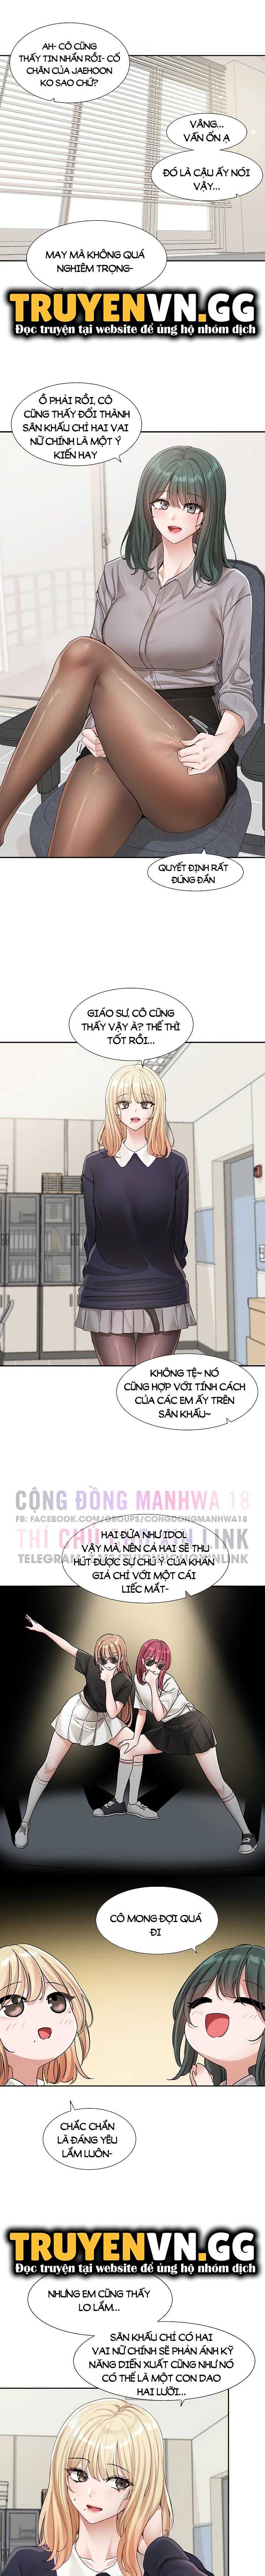 AH- CÔ CŨNG
THẤY TIN NHẮN RỒI- CỔ
CHÂN CỦA JAEHOON
KO SAO CHỨ?
VÂNG...
VẪN ỔN Ạ
ĐÓ LÀ CẬU ẤY NÓI
VẬY...
MAY MÀ KHÔNG QUÁ
NGHIÊM TRỌNG-
TRUYENVN.GG
Đọc truyện tại website để ủng hộ nhóm dịch
Ồ PHẢI RỒI, CÔ
CŨNG THẤY ĐỔI THÀNH
SÂN KHẤU CHỈ HAI VAI
NỮ CHÍNH LÀ MỘT Ý
KIẾN HAY
QUYẾT ĐỊNH RẤT
ĐÚNG ĐẮN
GIÁO SƯ, CÔ CŨNG
THẤY VẬY À? THẾ THÌ
TỐT RỒI...
KHÔNG TỆ~ NÓ
CŨNG HỢP VỚI TÍNH CÁCH
CỦA CÁC EM ẤY TRÊN
SÂN KHẤU~
CỘNG ĐỒNG MANHWA 18
FB: FACEBOOK.COM/GROUPS/CONGDONGMANHWA18
HAI ĐỨA NHƯ IDOL
VẬY MÀ, NÊN CẢ HAI SẼ THU
HÚT ĐƯỢC SỰ CHÚ Ý CỦA KHÁN
GIẢ CHỈ VỚI MỘT CÁI
LIẾC MẮT-
CÔ MONG ĐỢI QUÁ
ĐI
CHẮC CHẮN
LÀ ĐÁNG YÊU
LẮM LUÔN-
TRUYENVN.GG
Đọc truyện tại website để ủng hộ nhóm dịch
NHƯNG EM CŨNG THẤY
LO LẮM...
SÂN KHẤU CHỈ CÓ HAI
VAI NỮ CHÍNH SẼ PHẢN ÁNH KỸ
NĂNG DIỄN XUẤT CŨNG NHƯ NÓ
CÓ THỂ LÀ MỘT CON DAO
HAI LƯỠI...